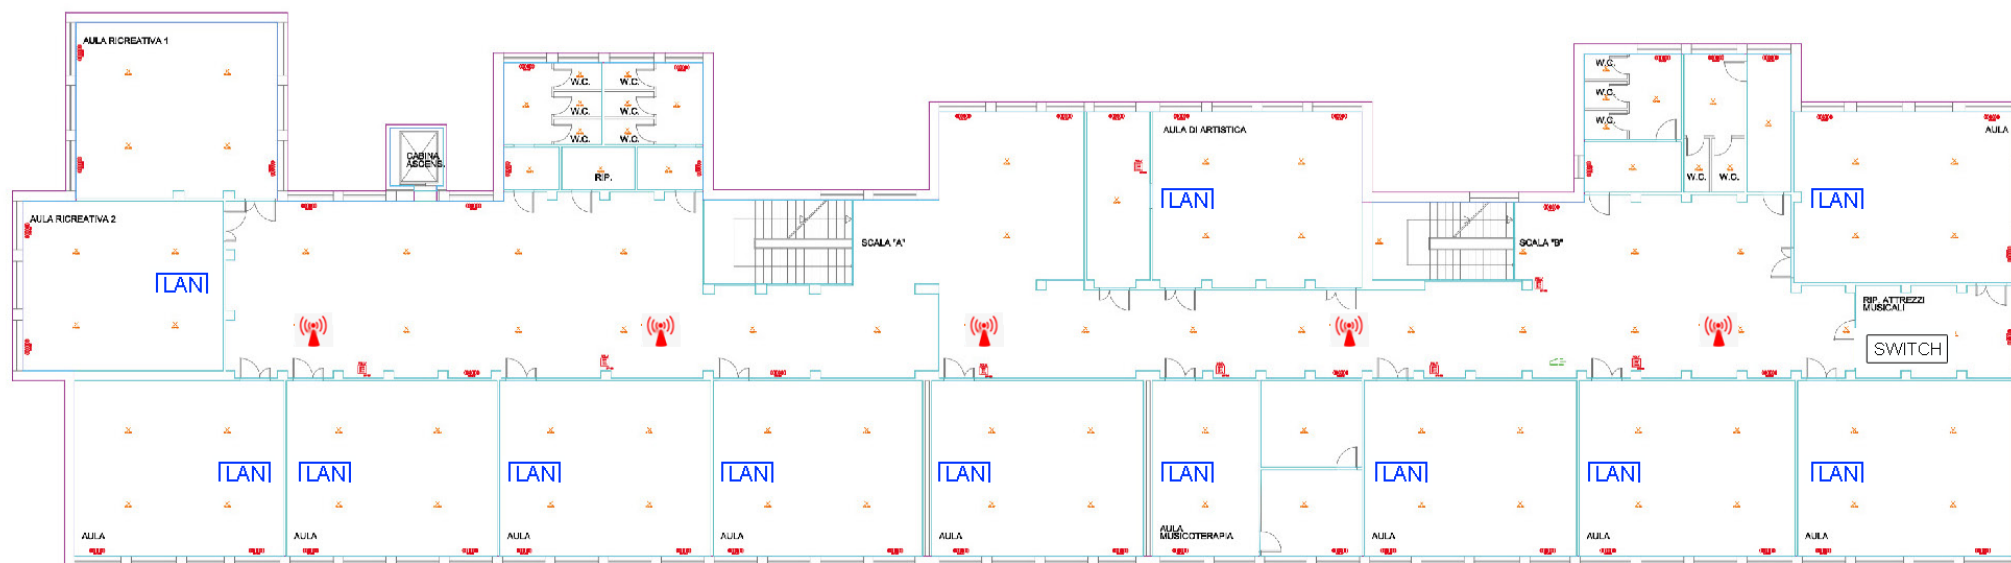 AULA RICREATIVA 1
W.C.
W.C.
W.C.
W.C.
W.C.
W.C.
W.C.
W.C.
W.C.
AULA DI ARTISTICA
AULA
CABINA
ASCENS.
RIP.
W.C.
W.C.
LAN
LAN
AULA RICREATIVA 2
SCALA "A"
SCALA "B"
LAN
RIP. ATTREZZI
MUSICALI
SWITCH
LAN
LAN
LAN
LAN
LAN
LAN
LAN
LAN
LAN
AULA
AULA
AULA
AULA
AULA
AULA
MUSICOTERAPIA
AULA
AULA
AULA